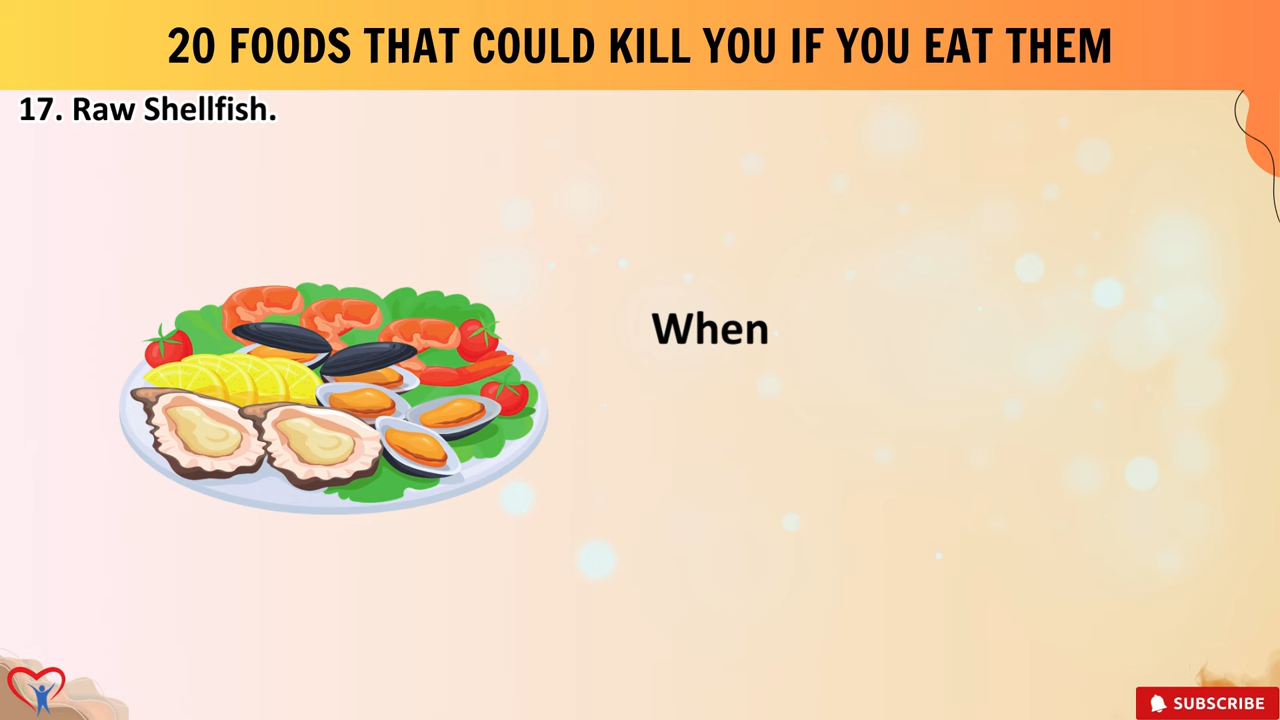 20 FOODS THAT COULD KILL YOU IF YOU EAT THEM
17. Raw Shellfish.
When
SUBSCRIBE